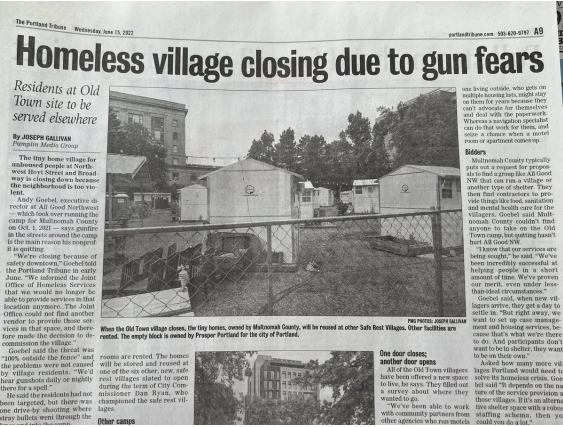 The Portland Tribune Wednesday, June 15, 2022
portlandtribune.com 503-620-9797 A9
Homeless village closing due to gun fears
Residents at Old
Town site to be
served elsewhere
By JOSEPH GALLIVAN
Pamplin Media Group
The tiny home village for
unhoused people at North-
west Hoyt Street and Broad
way is closing down because
the neighborhood is too vio-
lent.
Andy Goebel, executive di-
rector at All Good Northwest
— which took over running the
camp for Multnomah County
on Oct. 1, 2021 — says gunfire
in the streets around the camp
is the main reason his nonprof
it is quitting.
"We're closing because of
safety downtown," Goebel told
the Portland Tribune in early
June. "We informed the Joint
Office of Homeless Services
that we would no longer be
able to provide services in that
location anymore. The Joint
Office could not find another
vendor to provide those ser-
vices in that space, and there-
fore made the decision to de-
commission the village."
Goebel said the threat was
"100% outside the fence" and
the problems were not caused
by village residents. "We'd
hear gunshots daily or nightly
there for a spell."
He said the residents had not
been targeted, but there was
one drive-by shooting where
stray bullets went through the
PMG PHOTOS: JOSEPH GALLIVAN
When the Old Town village closes, the tiny homes, owned by Multnomah County, will be reused at other Safe Rest Villages. Other facilities are
rented. The empty block is owned by Prosper Portland for the city of Portland.
rooms are rented. The homes
will be stored and reused at
one of the six other, new, safe
rest villages slated to open
during the term of City Com-
missioner Dan Ryan, who
championed the safe rest vil-
lages.
Other camps
One door closes;
another door opens
All of the Old Town villagers
have been offered a new space
to live, he says. They filled out
a survey about where they
wanted to go.
"We've been able to work
with community partners from
other agencies who run motels
one living outside, who gets on
multiple housing lists, might stay
on them for years because they
can't advocate for themselves
and deal with the paperwork.
Whereas a navigation specialist
can do that work for them, and
seize a chance when a motel
room or apartment comes up.
Bidders
Multnomah County typically
puts out a request for propos-
als to find a group like All Good
NW that can run a village or
another type of shelter. They
then find contractors to pro-
vide things like food, sanitation
and mental health care for the
villagers. Goebel said Mult-
nomah County couldn't find
anyone to take on the Old
Town camp, but quitting hasn't
hurt All Good NW.
"I know that our services are
being sought," he said. "We've
been incredibly successful at
helping people in a short
amount of time. We've proven
our merit, even under less-
than-ideal circumstances."
Goebel said, when new vil-
lagers arrive, they get a day to
settle in. "But right away, we
want to set up case manage-
ment and housing services, be-
cause that's what we're there
to do. And participants don't
want to be in shelter, they want
to be on their own."
Asked how many more vil-
lages Portland would need to
solve the homeless crisis, Goe-
bel said "It depends on the na-
ture of the service provision a
those villages. If it's an alterna
tive shelter space with a robus
staffing schema, then yo
could you do a lot."